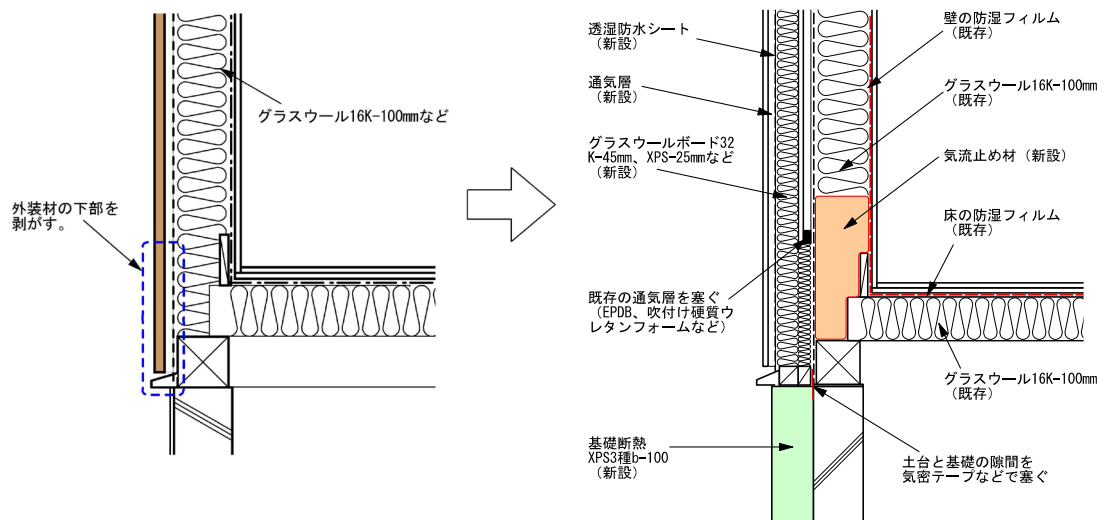 グラスウール16K-100mmなど
外装材の下部を
剥がす。
透湿防水シート
(新設)
通気層
(新設)
グラスウールボード32
K-45mm、XPS-25mmなど
(新設)
既存の通気層を塞ぐ
(EPDB、吹付け硬質ウ
レタンフォームなど)
基礎断熱
XPS3種b-100
(新設)
壁の防湿フィルム
(既存)
グラスウール16K-100mm
(既存)
気流止め材(新設)
床の防湿フィルム
(既存)
グラスウール16K-100mm
(既存)
土台と基礎の隙間を
気密テープなどで塞ぐ